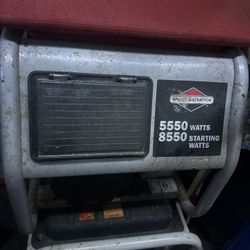 BRIGGS & STRATTON
5550 WATTS
8550 STARTING
WATTS